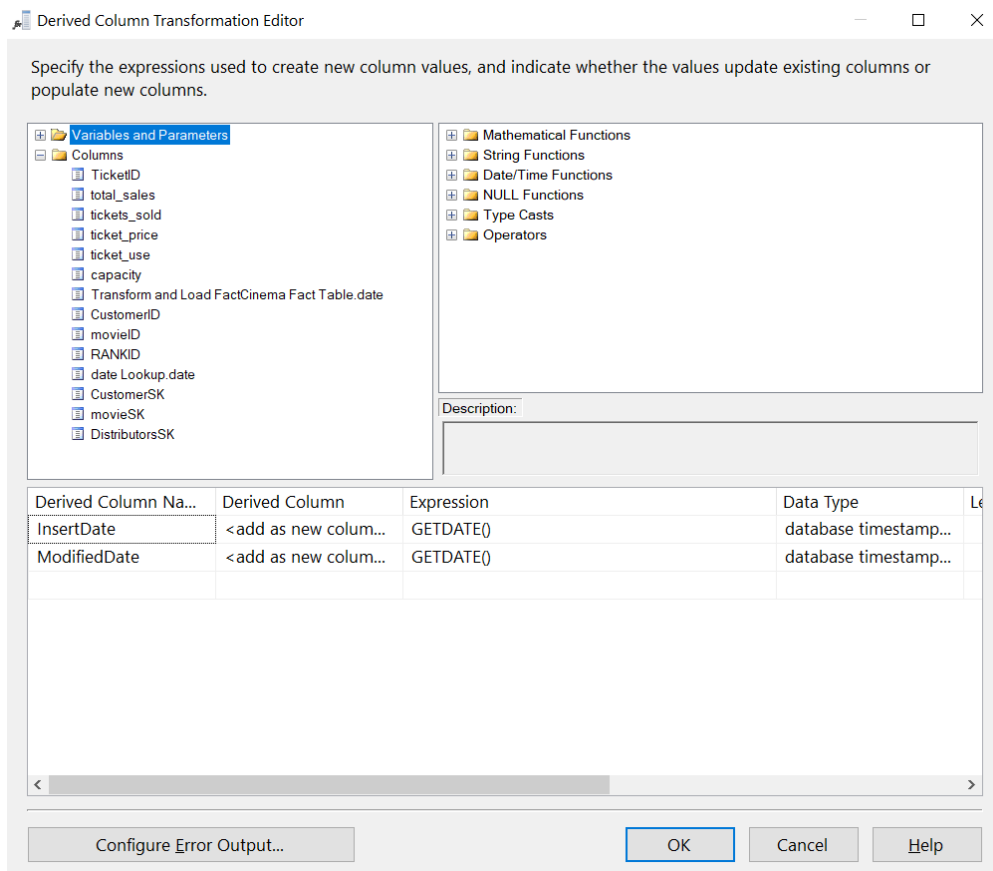 Derived Column Transformation Editor
Specify the expressions used to create new column values, and indicate whether the values update existing columns or
populate new columns.
Variables and Parameters
Columns
TicketID
total_sales
tickets_sold
ticket_price
ticket_use
capacity
Transform and Load FactCinema Fact Table.date
CustomerID
movieID
RANKID
date Lookup.date
CustomerSK
movieSK
DistributorsSK
Mathematical Functions
String Functions
Date/Time Functions
NULL Functions
Type Casts
Operators
Description:
Derived Column Na... Derived Column Expression Data Type Le
InsertDate <add as new colum... GETDATE() database timestamp...
ModifiedDate <add as new colum... GETDATE() database timestamp...
Configure Error Output... OK Cancel Help